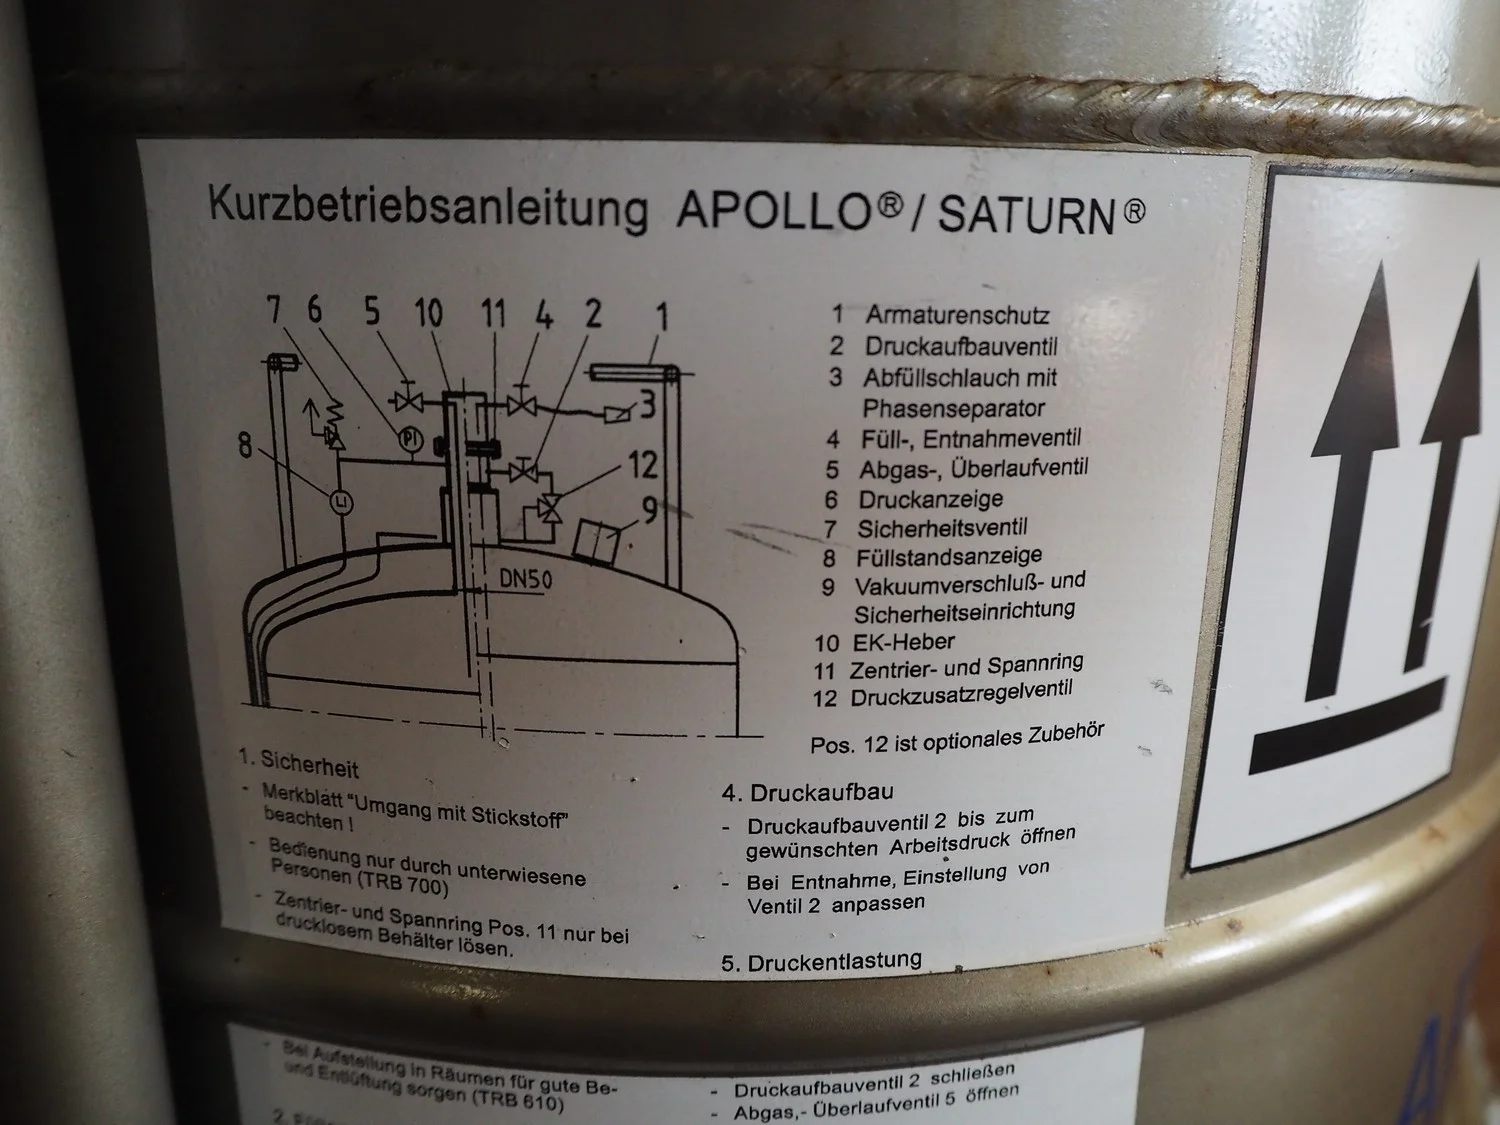 Kurzbetriebsanleitung APOLLO® / SATURN®
7 6 5 10 11 4 2 1
3
8
12
9
PI
LI
DN50
1 Armaturenschutz
2 Druckaufbauventil
3 Abfüllschlauch mit
Phasenseparator
4 Füll-, Entnahmeventil
5 Abgas-, Überlaufventil
6 Druckanzeige
7 Sicherheitsventil
8 Füllstandsanzeige
9 Vakuumverschluß- und
Sicherheitseinrichtung
10 EK-Heber
11 Zentrier- und Spannring
12 Druckzusatzregelventil
Pos. 12 ist optionales Zubehör
1. Sicherheit
- Merkblatt "Umgang mit Stickstoff"
beachten !
- Bedienung nur durch unterwiesene
Personen (TRB 700)
- Zentrier- und Spannring Pos. 11 nur bei
drucklosem Behälter lösen.
- Bei Aufstellung in Räumen für gute Be-
und Entlüftung sorgen (TRB 610)
2.
4. Druckaufbau
- Druckaufbauventil 2 bis zum
gewünschten Arbeitsdruck öffnen
- Bei Entnahme, Einstellung von
Ventil 2 anpassen
5. Druckentlastung
- Druckaufbauventil 2 schließen
- Abgas,- Überlaufventil 5 öffnen